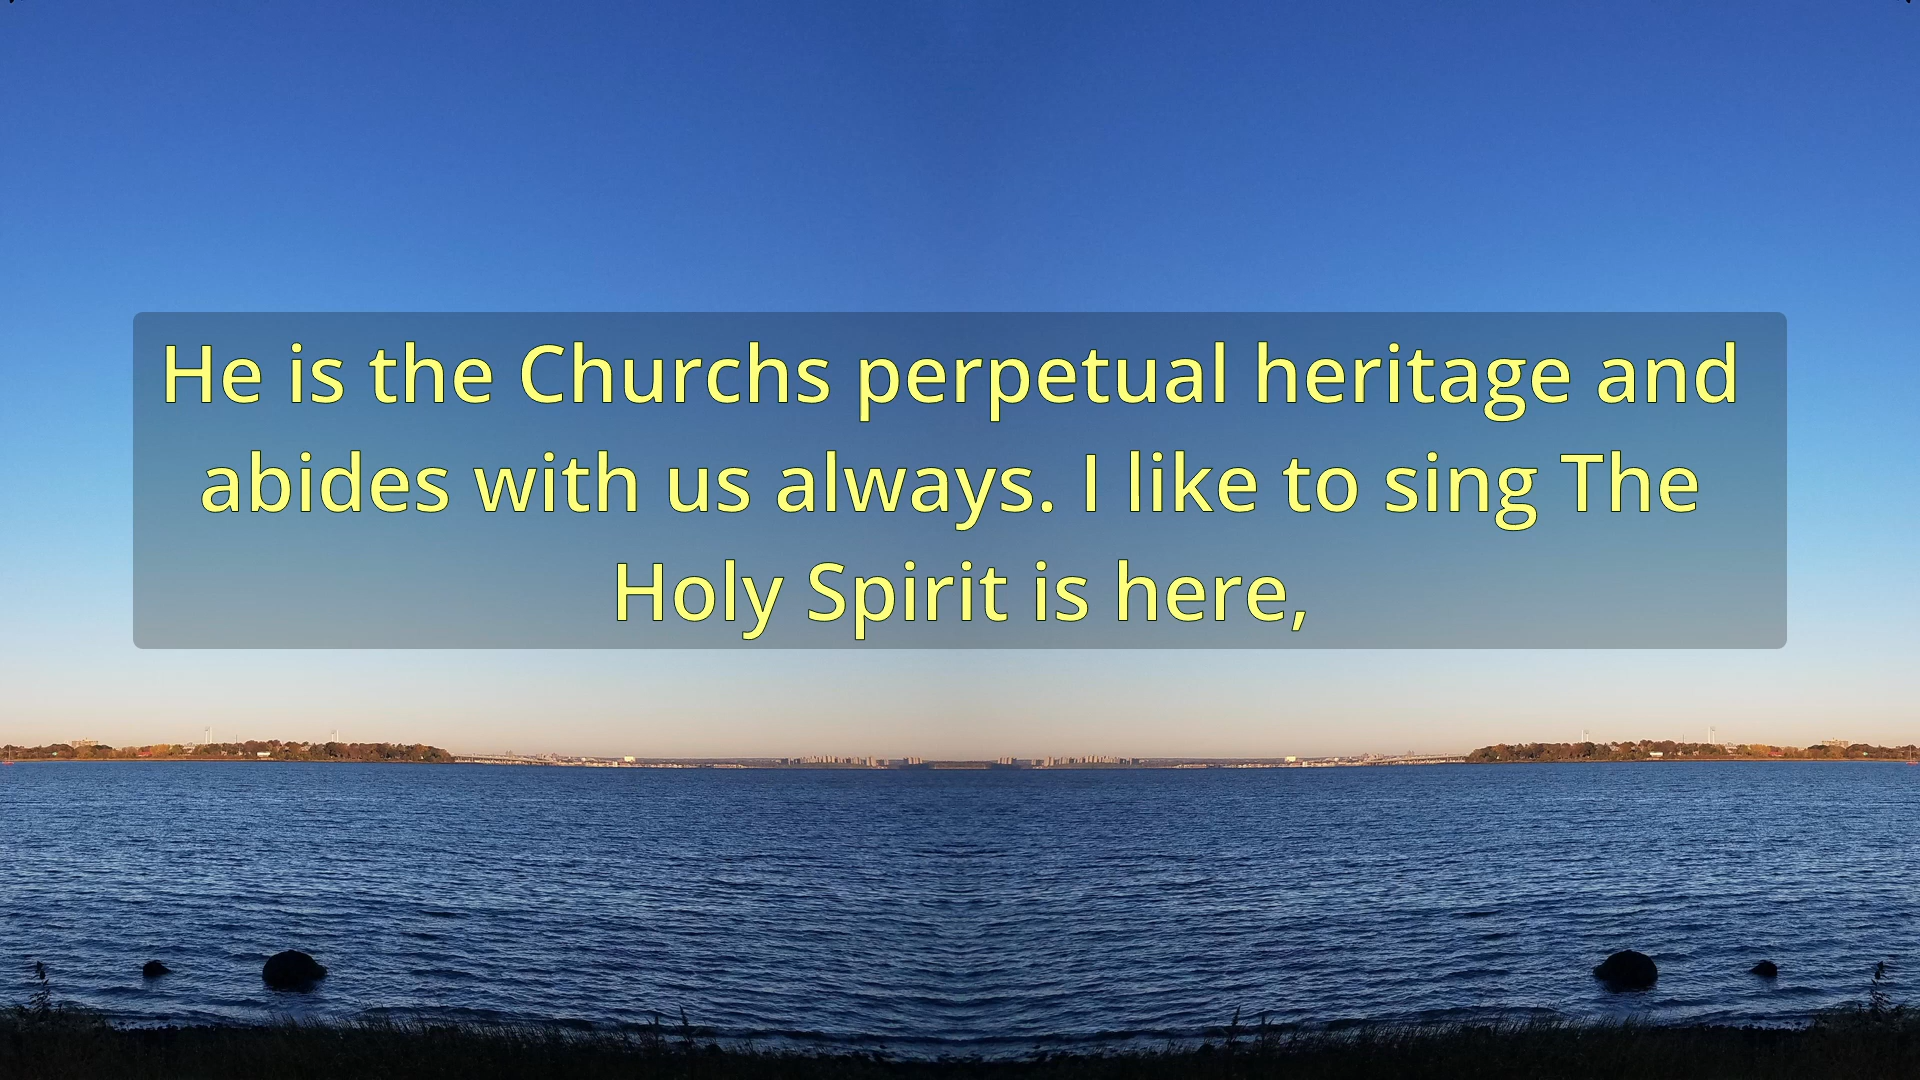 He is the Churchs perpetual heritage and
abides with us always. I like to sing The
Holy Spirit is here,